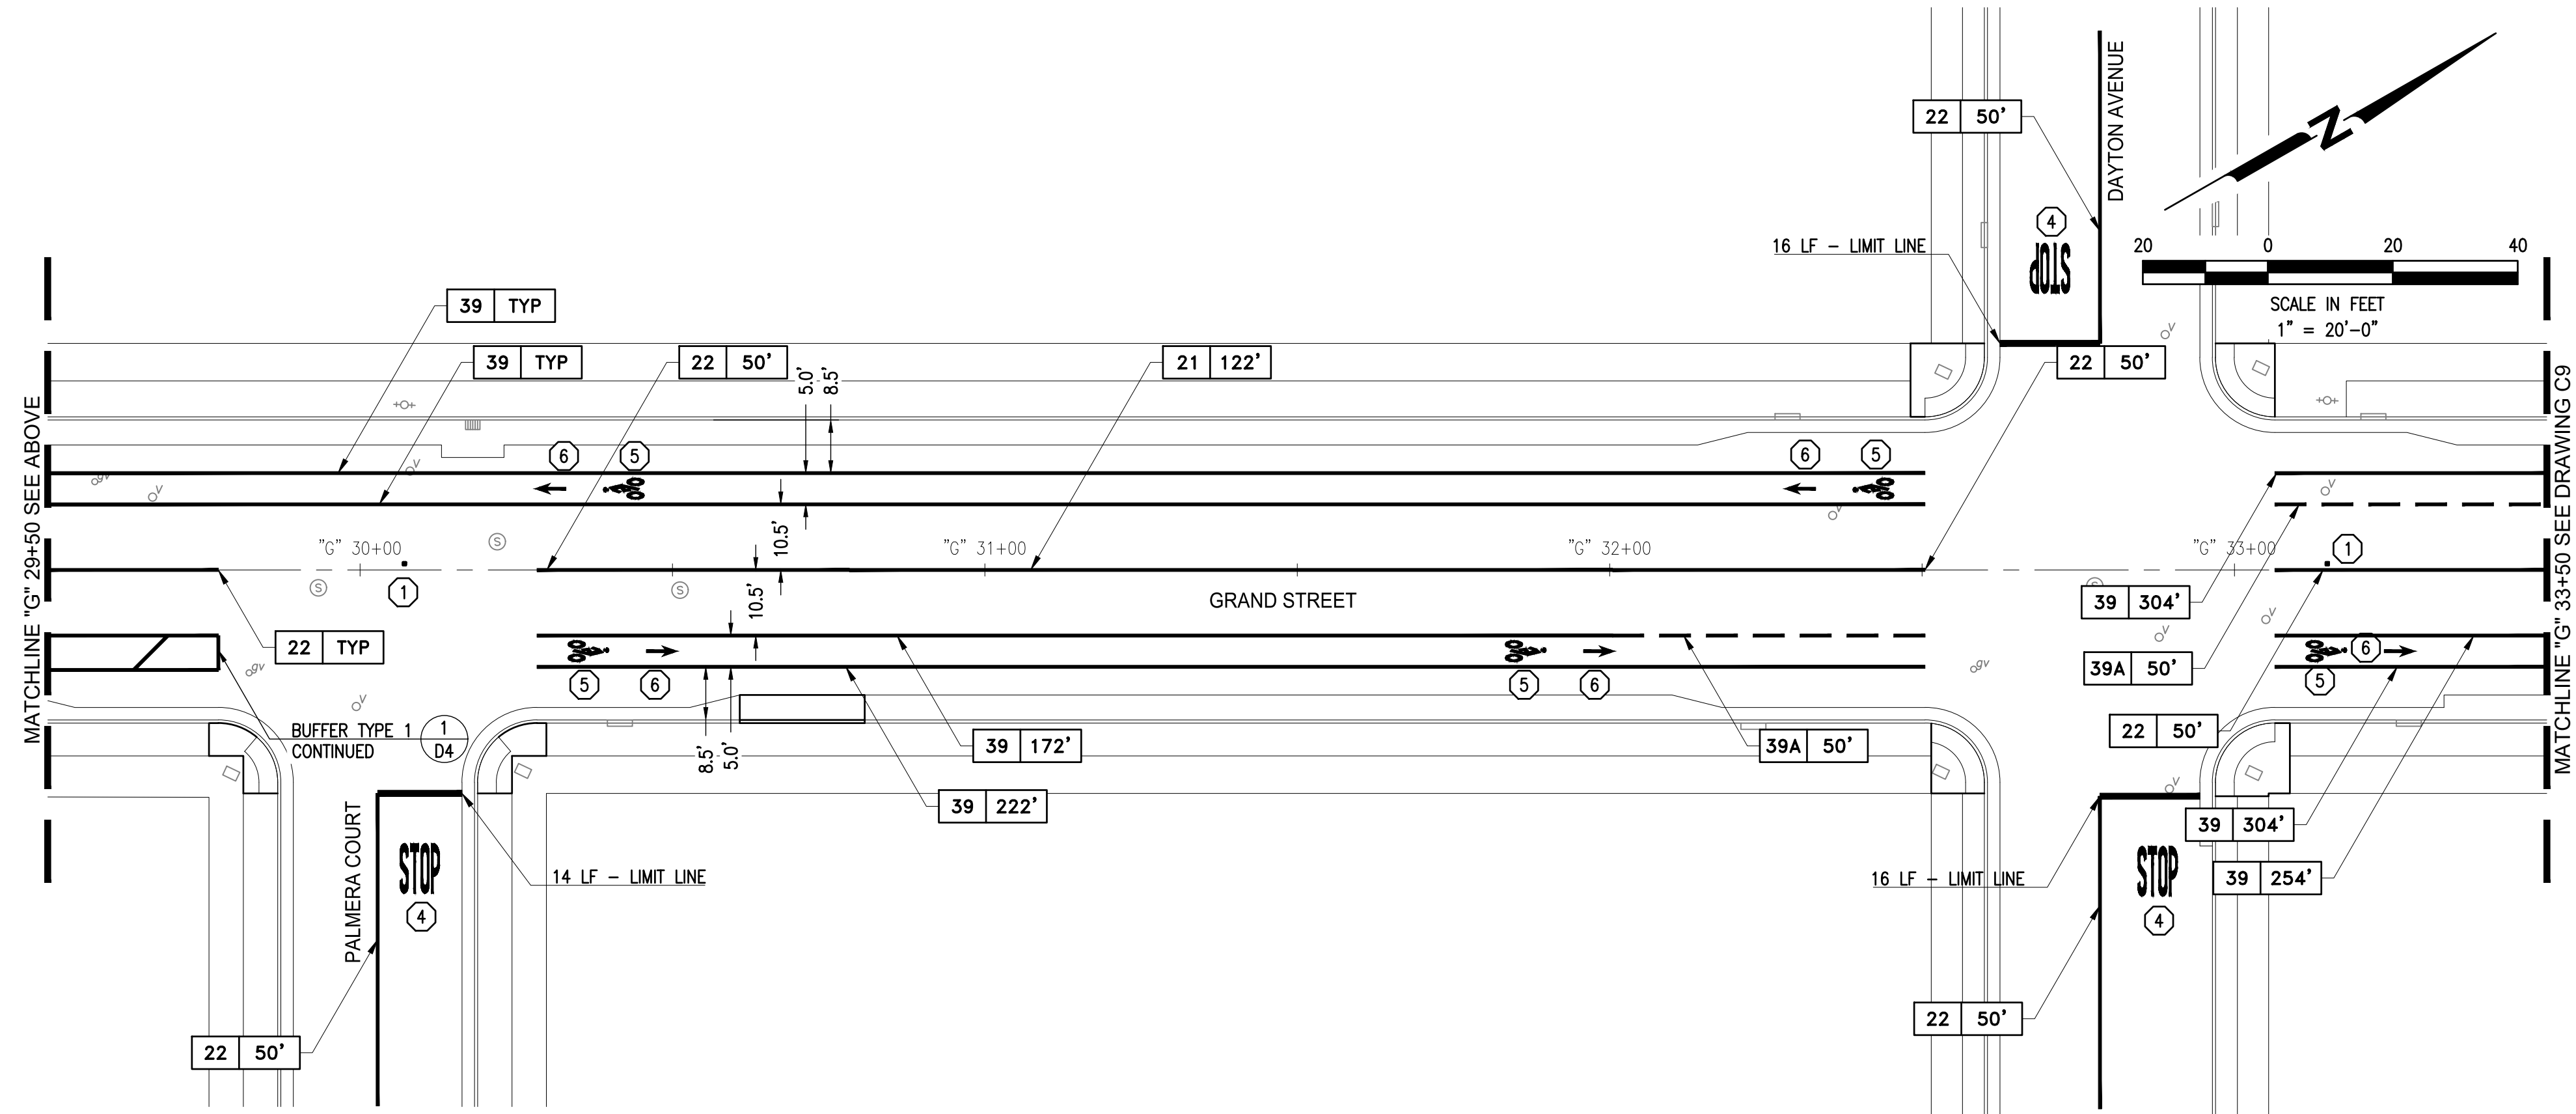 DAYTON AVENUE
N
22 50'
4
STOP
16 LF - LIMIT LINE
20 0 20 40
SCALE IN FEET
1" = 20'-0"
39 TYP
39 TYP
22 50'
5.0'
8.5'
21 122'
22 50'
MATCHLINE "G" 29+50 SEE ABOVE
MATCHLINE "G" 33+50 SEE DRAWING C9
gv
V
V
6
5
6
5
V
V
V
10.5'
"G" 30+00
S
"G" 31+00
"G" 32+00
"G" 33+00
1
S
1
S
10.5'
GRAND STREET
S
39 304'
V
V
22 TYP
gv
5
6
5
6
gv
39A 50'
6
5
V
BUFFER TYPE 1
CONTINUED
1
D4
8.5'
5.0'
39 172'
39A 50'
22 50'
V
39 222'
39 304'
PALMERA COURT
STOP
4
14 LF - LIMIT LINE
16 LF - LIMIT LINE
STOP
4
39 254'
22 50'
22 50'